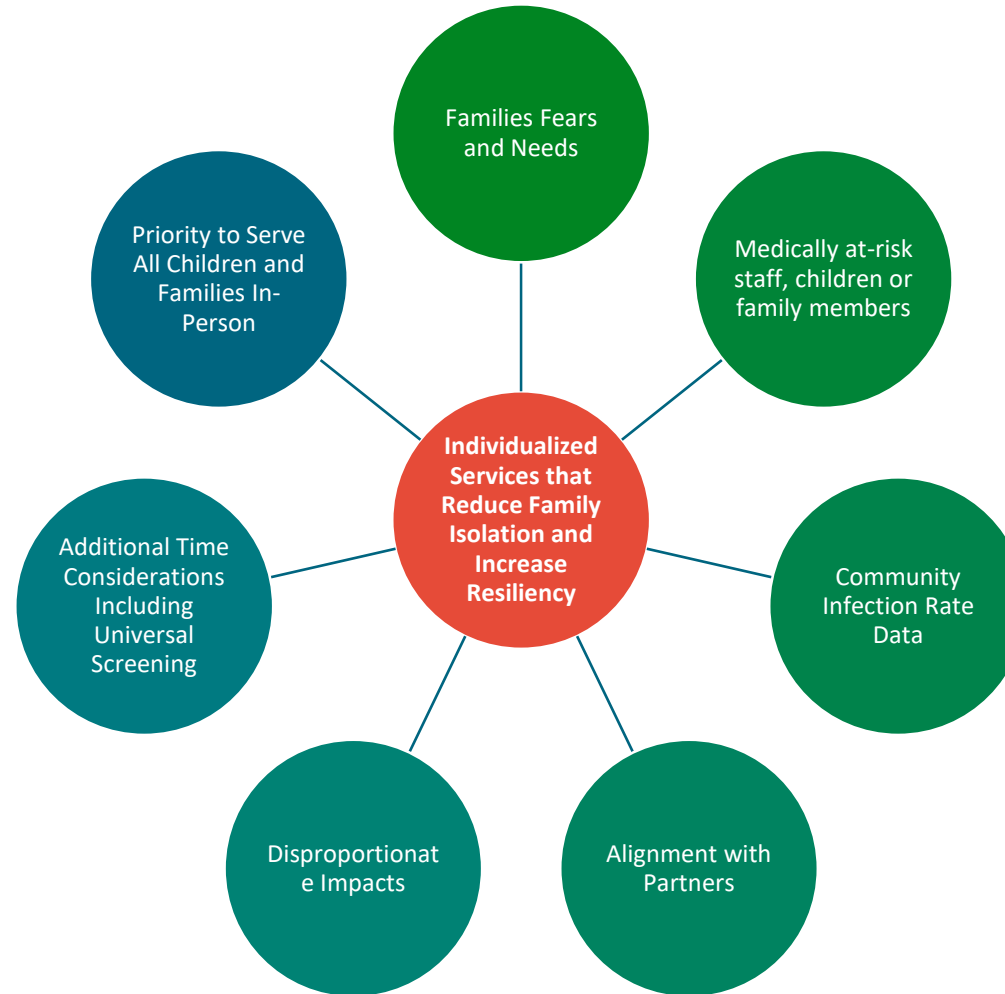 Families Fears
and Needs
Medically at-risk
staff, children or
family members
Community
Infection Rate
Data
Alignment with
Partners
Disproportionat
e Impacts
Additional Time
Considerations
Including
Universal
Screening
Priority to Serve
All Children and
Families In-
Person
Individualized
Services that
Reduce Family
Isolation and
Increase
Resiliency